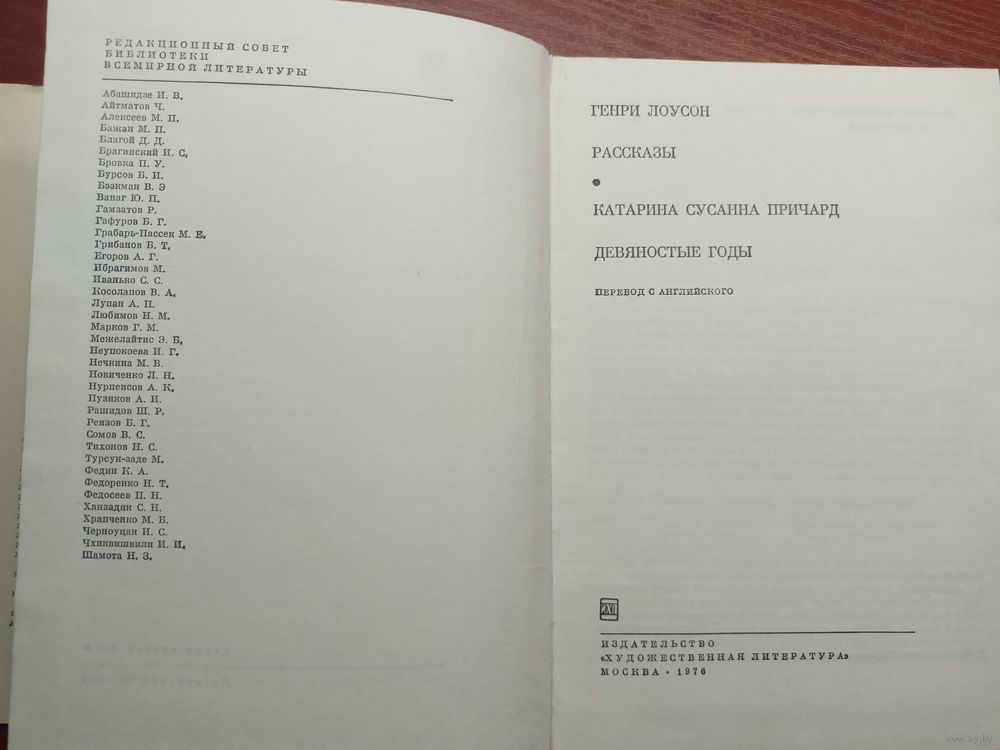 РЕДАКЦИОННЫЙ СОВЕТ
БИБЛИОТЕКИ
ВСЕМИРНОЙ ЛИТЕРАТУРЫ
Абашидзе И. В.
Айтматов Ч.
Алексеев М. П.
Бажан М. П.
Благой Д. Д.
Брагинский И. С.
Бровка П. У.
Бурсов Б. И.
Бээкман В. Э
Ванаг Ю. П.
Гамзатов Р.
Гафуров Б. Г.
Грабарь-Пассек М. Е.
Грибанов Б. Т.
Егоров А. Г.
Ибрагимов М.
Иванько С. С.
Косолапов В. А.
Лупан А. П.
Любимов Н. М.
Марков Г. М.
Межелайтис Э. Б.
Неупокоева И. Г.
Нечкина М. В.
Новиченко Л. Н.
Нурпеисов А. К.
Пузиков А. И.
Рашидов Ш. Р.
Реизов Б. Г.
Сомов В. С.
Тихонов Н. С.
Турсун-заде М.
Федин К. А.
Федоренко Н. Т.
Федосеев П. Н.
Ханзадян С. Н.
Храпченко М. Б.
Черноуцан И. С.
Чхиквишвили И. И.
Шамота Н. З.
ГЕНРИ ЛОУСОН
РАССКАЗЫ
•
КАТАРИНА СУСАННА ПРИЧАРД
ДЕВЯНОСТЫЕ ГОДЫ
ПЕРЕВОД С АНГЛИЙСКОГО
ИЗДАТЕЛЬСТВО
«ХУДОЖЕСТВЕННАЯ ЛИТЕРАТУРА»
МОСКВА • 1976
www.ay.by